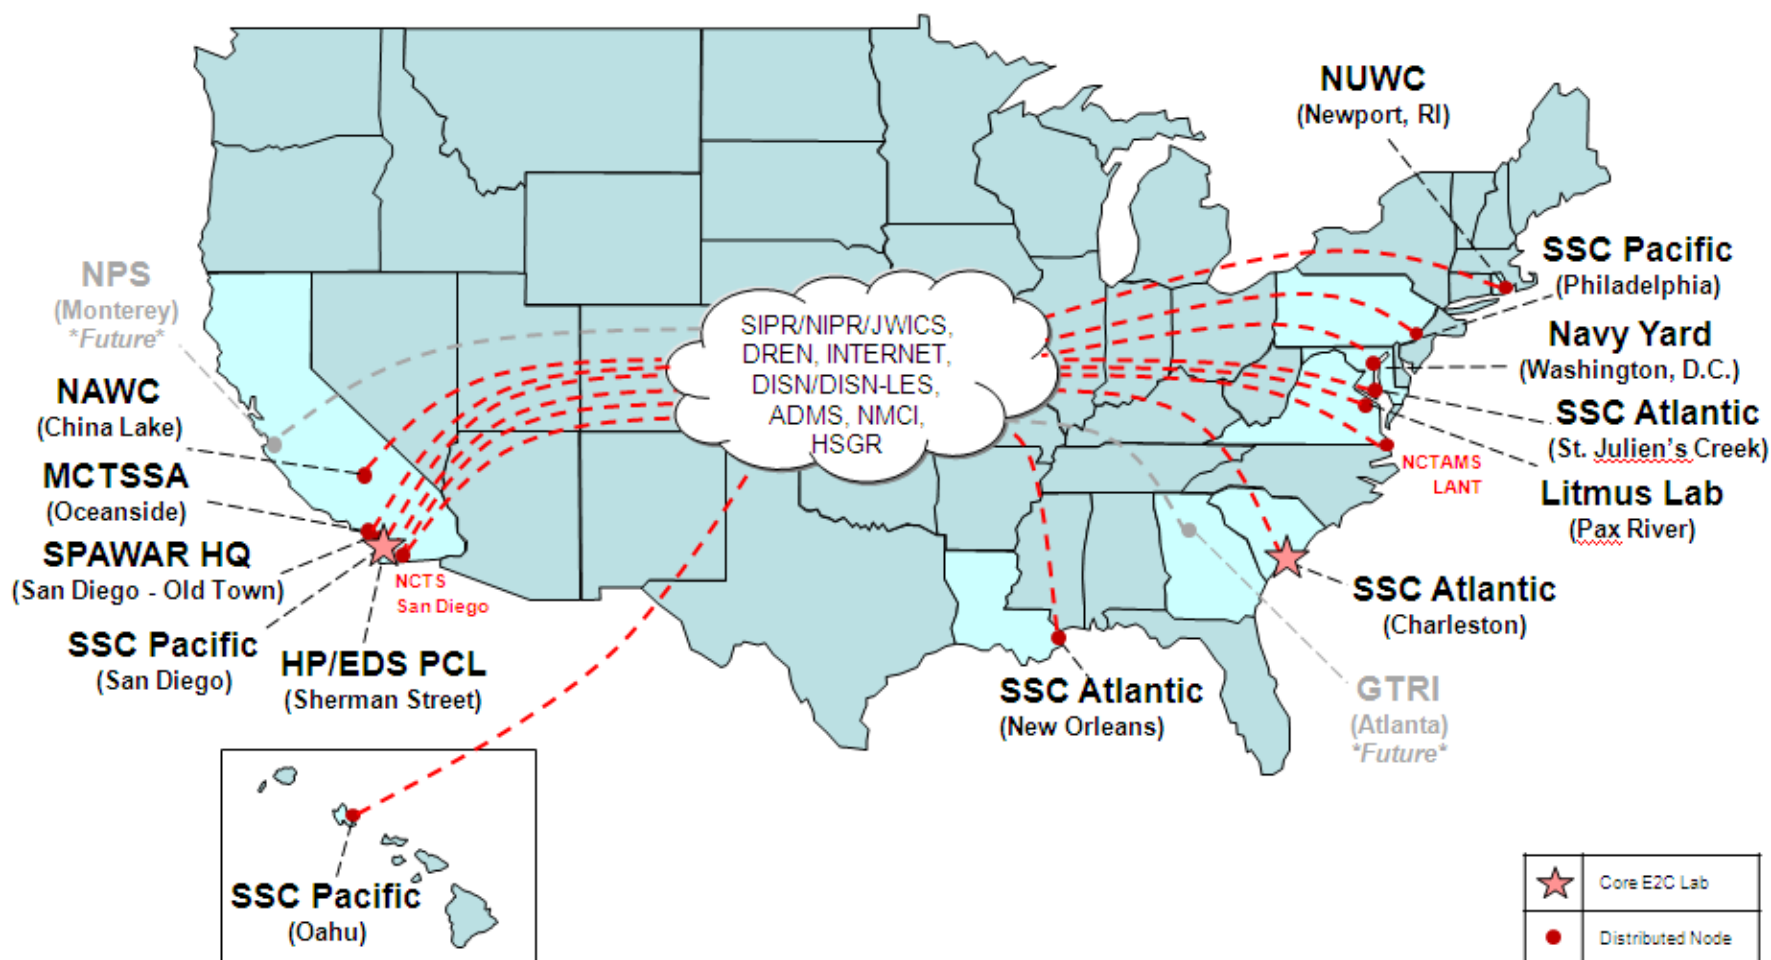 NUWC
(Newport, RI)
SSC Pacific
(Philadelphia)
Navy Yard
(Washington, D.C.)
SSC Atlantic
(St. Julien's Creek)
NCTAMS
LANT
Litmus Lab
(Pax River)
SSC Atlantic
(Charleston)
GTRI
(Atlanta)
*Future*
SSC Atlantic
(New Orleans)
SIPR/NIPR/JWICS,
DREN, INTERNET,
DISN/DISN-LES,
ADMS, NMCI,
HSGR
NPS
(Monterey)
*Future*
NAWC
(China Lake)
MCTSSA
(Oceanside)
SPAWAR HQ
(San Diego - Old Town)
NCTS
San Diego
SSC Pacific
(San Diego)
HP/EDS PCL
(Sherman Street)
SSC Pacific
(Oahu)
Core E2C Lab
Distributed Node